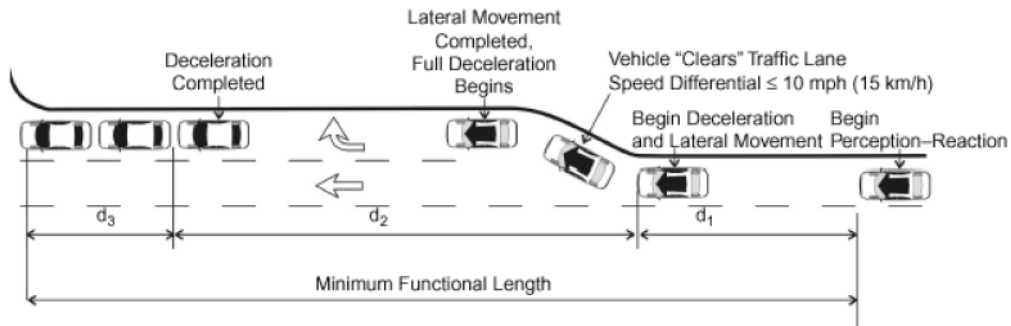 Lateral Movement
Completed,
Full Deceleration
Begins
Deceleration
Completed
Vehicle “Clears” Traffic Lane
Speed Differential ≤ 10 mph (15 km/h)
Begin Deceleration
and Lateral Movement
Begin
Perception–Reaction
d3
d2
d1
Minimum Functional Length